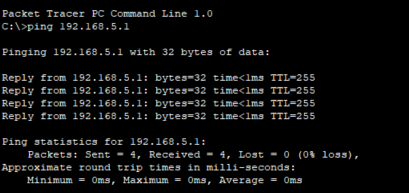 Packet Tracer PC Command Line 1.0
C:\>ping 192.168.5.1
Pinging 192.168.5.1 with 32 bytes of data:
Reply from 192.168.5.1: bytes=32 time<1ms TTL=255
Reply from 192.168.5.1: bytes=32 time<1ms TTL=255
Reply from 192.168.5.1: bytes=32 time<1ms TTL=255
Reply from 192.168.5.1: bytes=32 time<1ms TTL=255
Ping statistics for 192.168.5.1:
Packets: Sent = 4, Received = 4, Lost = 0 (0% loss),
Approximate round trip times in milli-seconds:
Minimum = 0ms, Maximum = 0ms, Average = 0ms